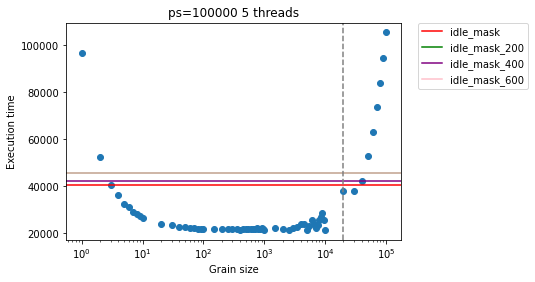 ps=100000 5 threads
idle_mask
idle_mask_200
idle_mask_400
idle_mask_600
Execution time
100000
80000
60000
40000
20000
10⁰ 10¹ 10² 10³ 10⁴ 10⁵
Grain size